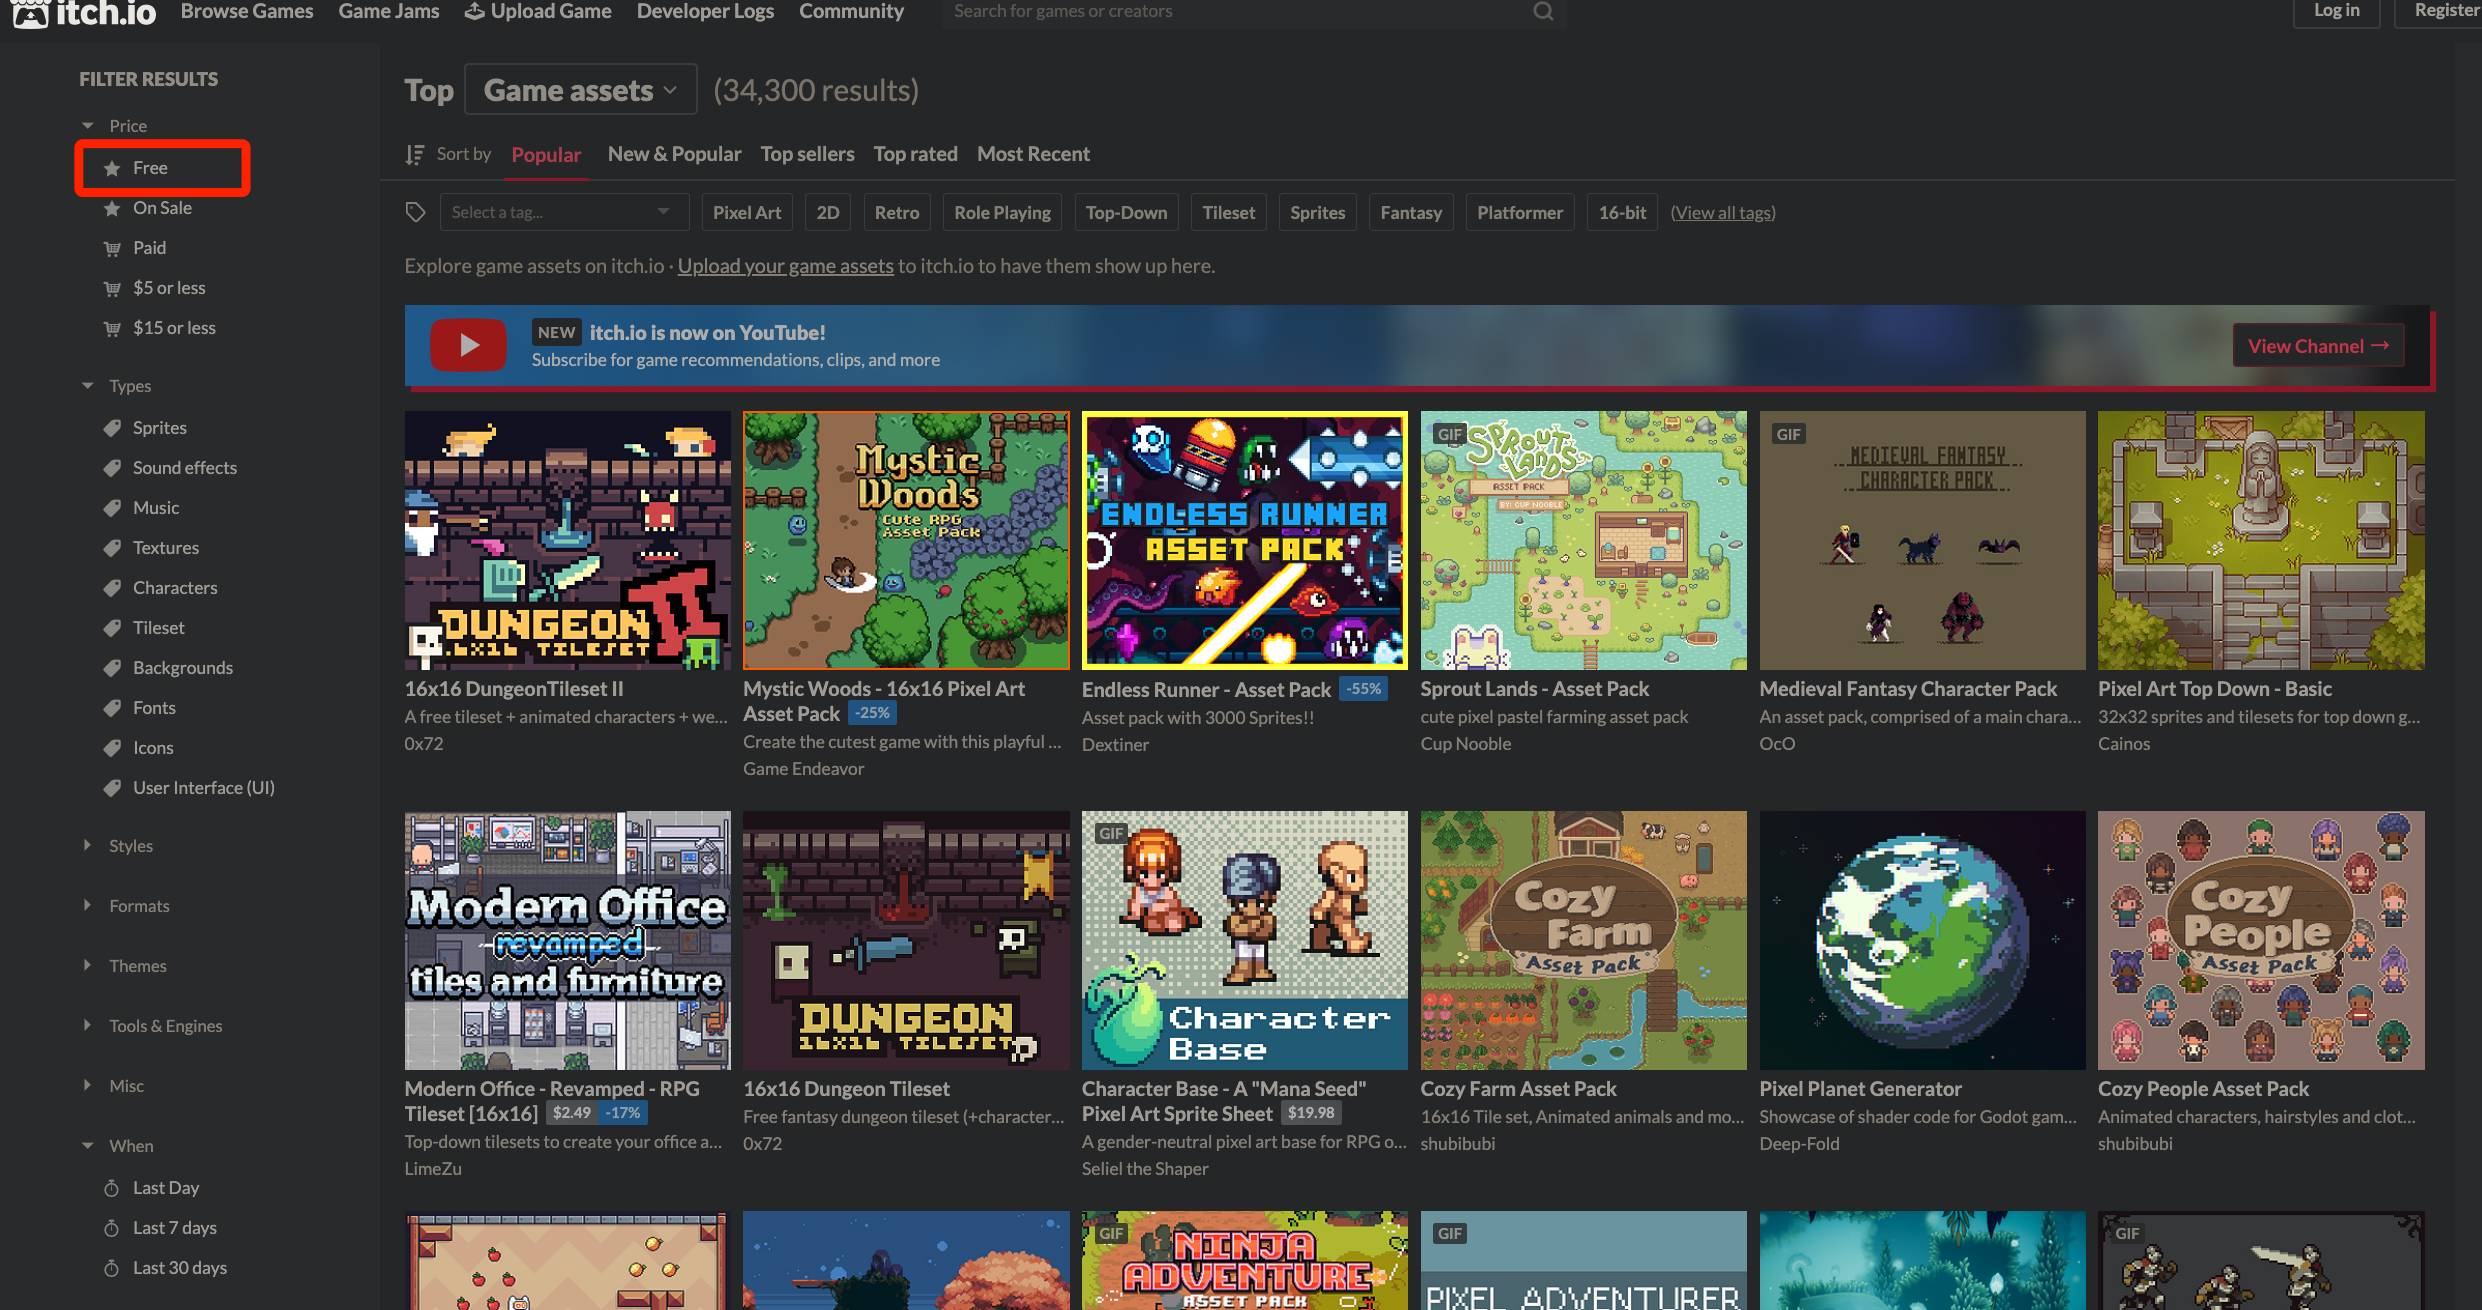 itch.io
Browse Games
Game Jams
Upload Game
Developer Logs
Community
Search for games or creators
Log in
Register
FILTER RESULTS
Price
Free
On Sale
Paid
$5 or less
$15 or less
Types
Sprites
Sound effects
Music
Textures
Characters
Tileset
Backgrounds
Fonts
Icons
User Interface (UI)
Styles
Formats
Themes
Tools & Engines
Misc
When
Last Day
Last 7 days
Last 30 days
Top Game assets (34,300 results)
Sort by Popular New & Popular Top sellers Top rated Most Recent
Select a tag... Pixel Art 2D Retro Role Playing Top-Down Tileset Sprites Fantasy Platformer 16-bit (View all tags)
Explore game assets on itch.io · Upload your game assets to itch.io to have them show up here.
NEW itch.io is now on YouTube!
Subscribe for game recommendations, clips, and more
View Channel →
DUNGEON II
16X16 TILESET
16x16 DungeonTileset II
A free tileset + animated characters + we...
0x72
Mystic
Woods
Cute RPG
Asset Pack
Mystic Woods - 16x16 Pixel Art
Asset Pack -25%
Create the cutest game with this playful ...
Game Endeavor
ENDLESS RUNNER
ASSET PACK
Endless Runner - Asset Pack -55%
Asset pack with 3000 Sprites!!
Dextiner
GIF
SPROUT
LANDS
ASSET PACK
BY: CUP NOOBLE
Sprout Lands - Asset Pack
cute pixel pastel farming asset pack
Cup Nooble
GIF
MEDIEVAL FANTASY
CHARACTER PACK
Medieval Fantasy Character Pack
An asset pack, comprised of a main chara...
OcO
Pixel Art Top Down - Basic
32x32 sprites and tilesets for top down g...
Cainos
Modern Office
revamped
tiles and furniture
Modern Office - Revamped - RPG
Tileset [16x16] $2.49 -17%
Top-down tilesets to create your office a...
LimeZu
DUNGEON
16X16 TILESET
16x16 Dungeon Tileset
Free fantasy dungeon tileset (+character...
0x72
GIF
Character
Base
Character Base - A "Mana Seed"
Pixel Art Sprite Sheet $19.98
A gender-neutral pixel art base for RPG o...
Seliel the Shaper
Cozy
Farm
Asset Pack
Cozy Farm Asset Pack
16x16 Tile set, Animated animals and mo...
shubibubi
Pixel Planet Generator
Showcase of shader code for Godot gam...
Deep-Fold
Cozy
People
Asset Pack
Cozy People Asset Pack
Animated characters, hairstyles and clot...
shubibubi
GIF
NINJA
ADVENTURE
ASSET PACK
GIF
PIXEL ADVENTURER
GIF